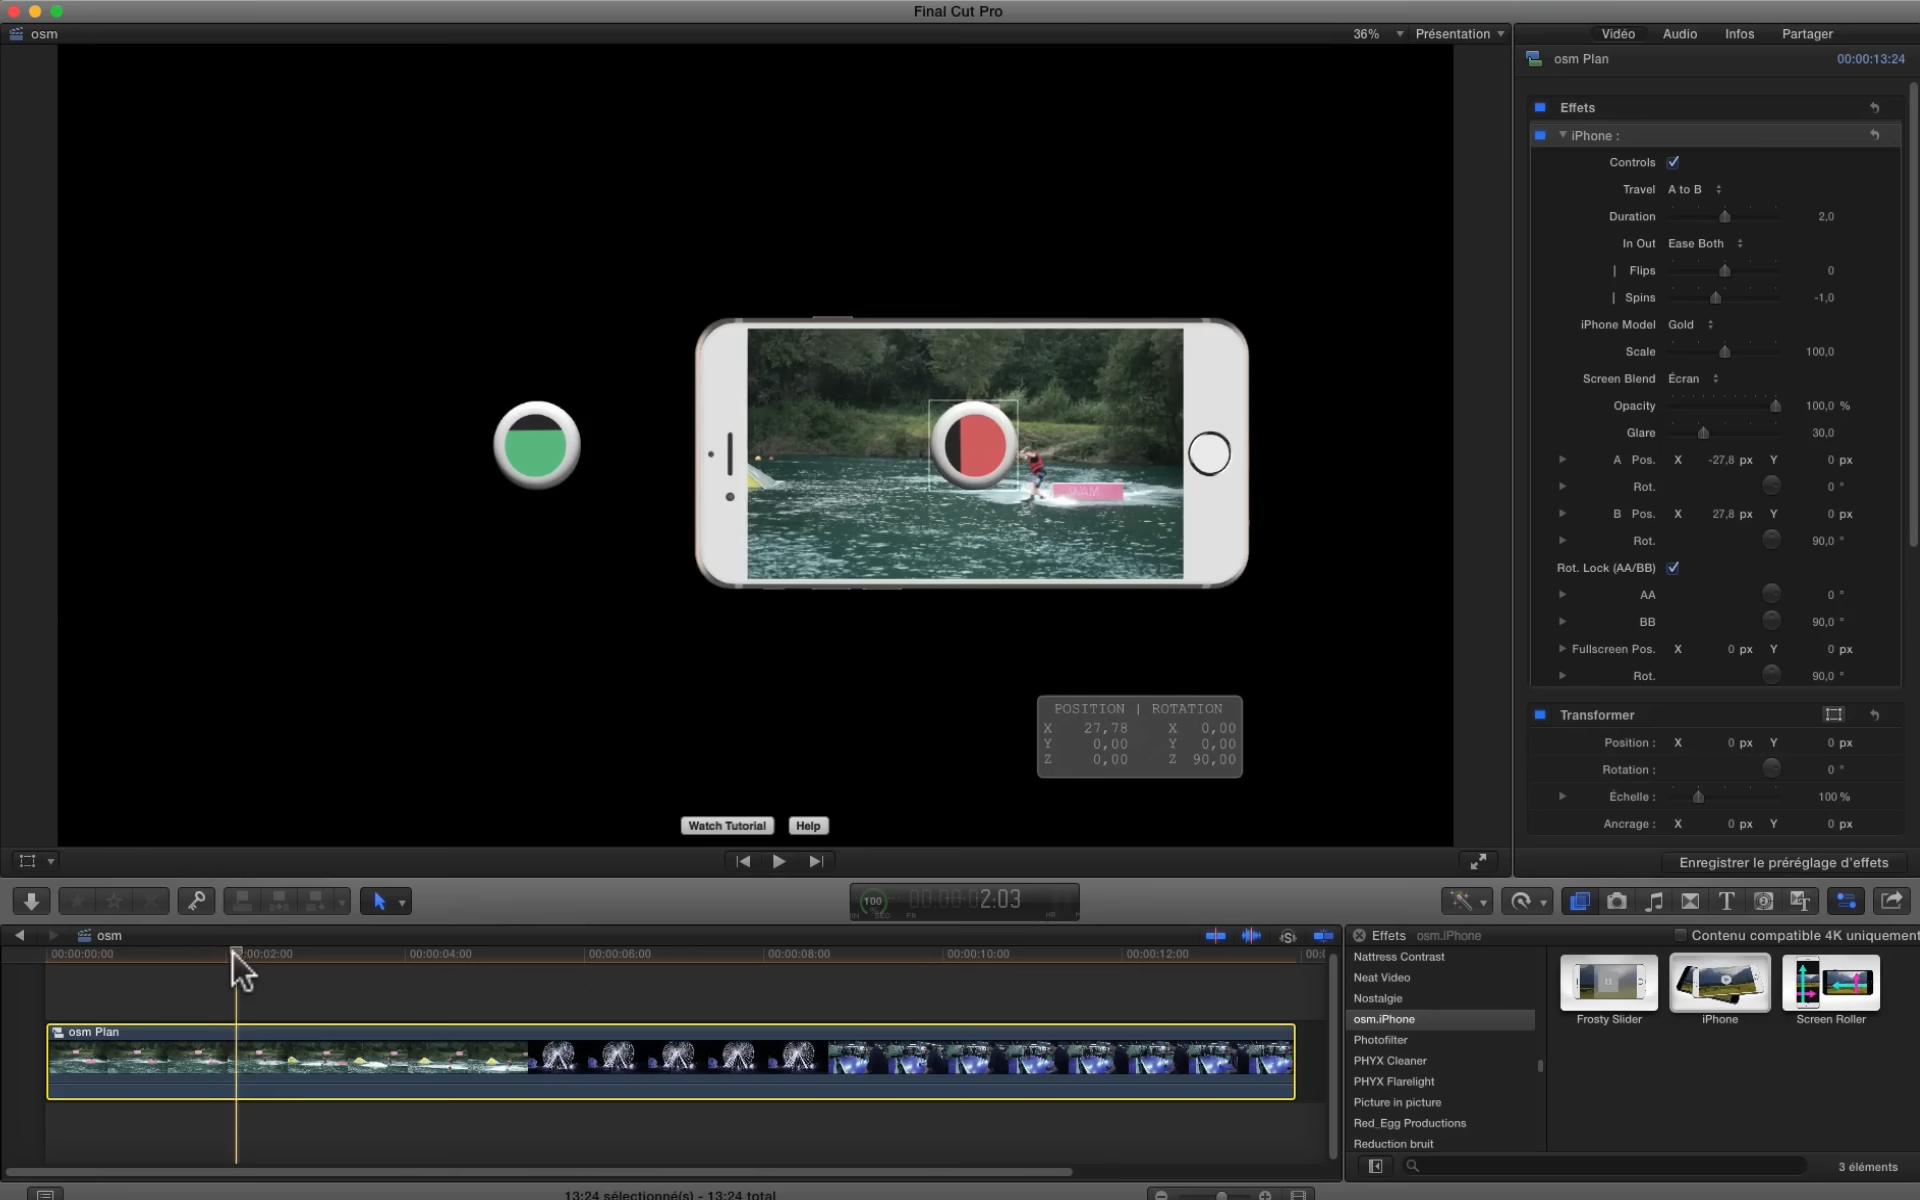 Final Cut Pro
osm
36%
Présentation
Vidéo
Audio
Infos
Partager
osm Plan
00:00:13:24
Effets
iPhone :
Controls
Travel A to B
Duration 2,0
In Out Ease Both
| Flips 0
| Spins -1,0
iPhone Model Gold
Scale 100,0
Screen Blend Écran
Opacity 100,0 %
Glare 30,0
A Pos. X -27,8 px Y 0 px
Rot. 0 °
B Pos. X 27,8 px Y 0 px
Rot. 90,0 °
Rot. Lock (AA/BB)
AA 0 °
BB 90,0 °
Fullscreen Pos. X 0 px Y 0 px
Rot. 90,0 °
Transformer
Position : X 0 px Y 0 px
Rotation : 0 °
Échelle : 100 %
Ancrage : X 0 px Y 0 px
Enregistrer le préréglage d'effets
WAM
POSITION | ROTATION
X 27,78 X 0,00
Y 0,00 Y 0,00
Z 0,00 Z 90,00
Watch Tutorial
Help
100
00:00:02:03
osm
00:00:00:00
00:00:02:00
00:00:04:00
00:00:06:00
00:00:08:00
00:00:10:00
00:00:12:00
osm Plan
Effets osm.iPhone
Contenu compatible 4K uniquement
Nattress Contrast
Neat Video
Nostalgie
osm.iPhone
Photofilter
PHYX Cleaner
PHYX Flarelight
Picture in picture
Red_Egg Productions
Reduction bruit
Frosty Slider
iPhone
Screen Roller
3 éléments
13:24 sélectionné(s) - 13:24 total